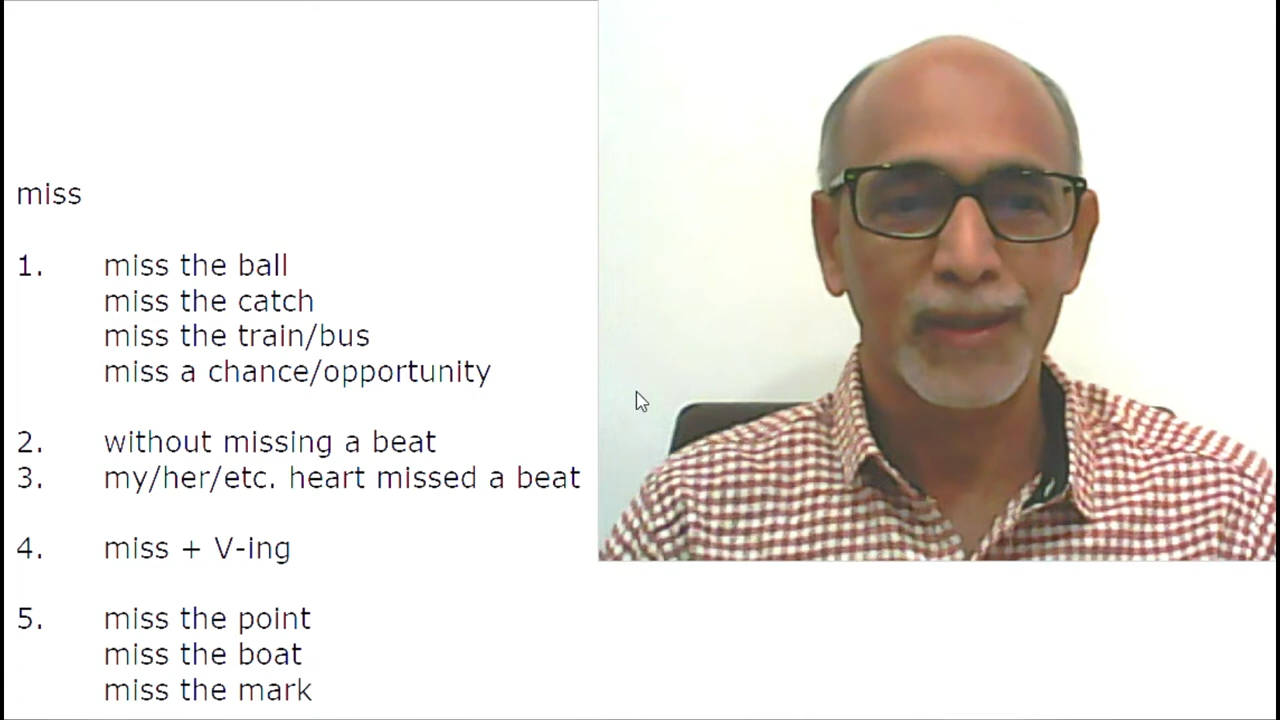 miss
1. miss the ball
miss the catch
miss the train/bus
miss a chance/opportunity
2. without missing a beat
3. my/her/etc. heart missed a beat
4. miss + V-ing
5. miss the point
miss the boat
miss the mark